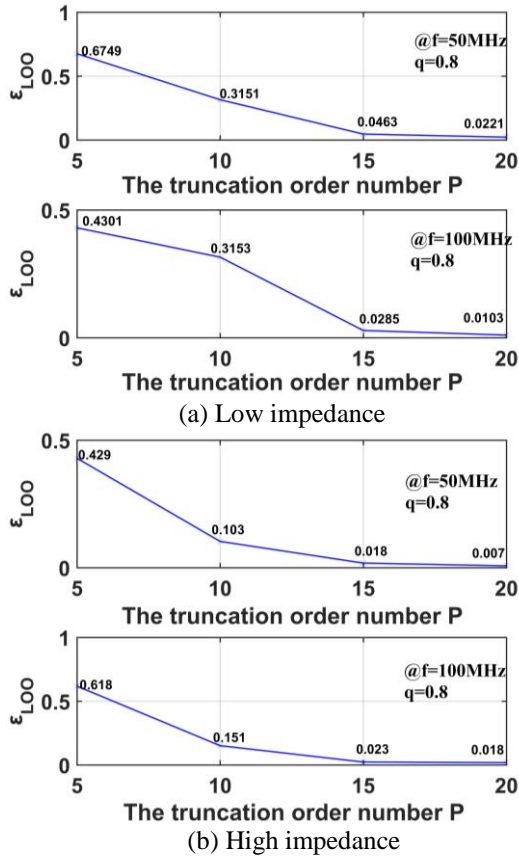 1
@f=50MHz
0.6749
q=0.8
0.5
ε_LOO
0.3151
0.0463
0.0221
0
5
10
15
20
The truncation order number P
0.5
0.4301
@f=100MHz
0.3153
q=0.8
ε_LOO
0.0285
0.0103
0
5
10
15
20
The truncation order number P
(a) Low impedance
0.5
0.429
@f=50MHz
q=0.8
ε_LOO
0.103
0.018
0.007
0
5
10
15
20
The truncation order number P
1
@f=100MHz
0.618
q=0.8
0.5
ε_LOO
0.151
0.023
0.018
0
5
10
15
20
The truncation order number P
(b) High impedance